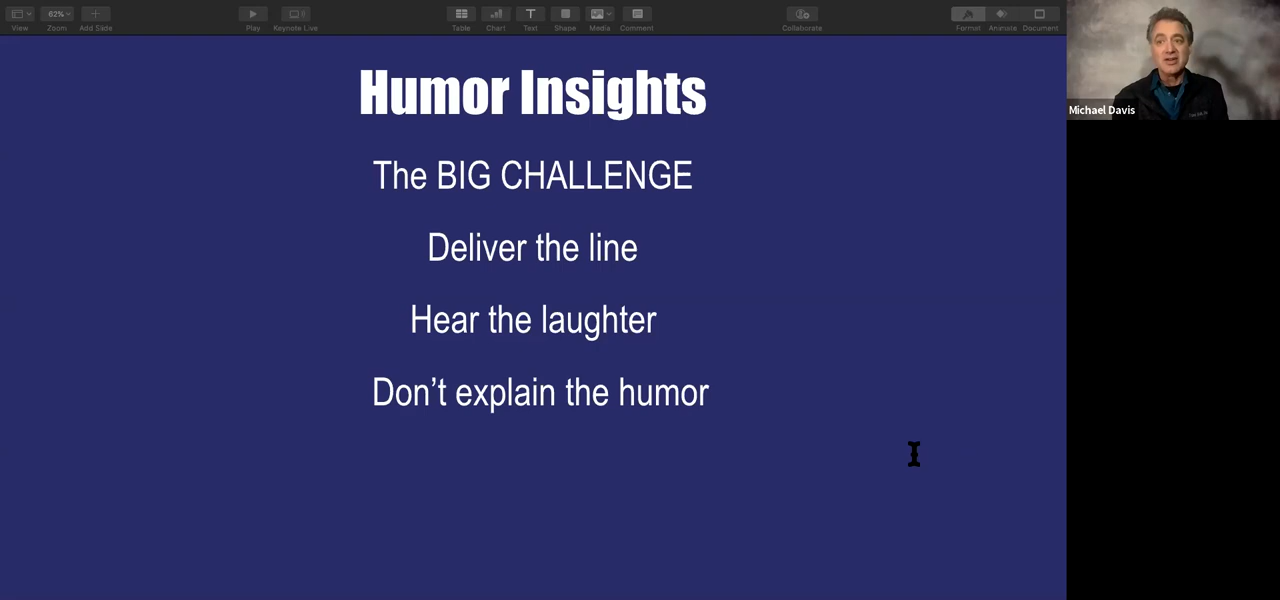 62%
View Zoom Add Slide Play Keynote Live Table Chart Text Shape Media Comment Collaborate Format Animate Document
Humor Insights
The BIG CHALLENGE
Deliver the line
Hear the laughter
Don’t explain the humor
Michael Davis